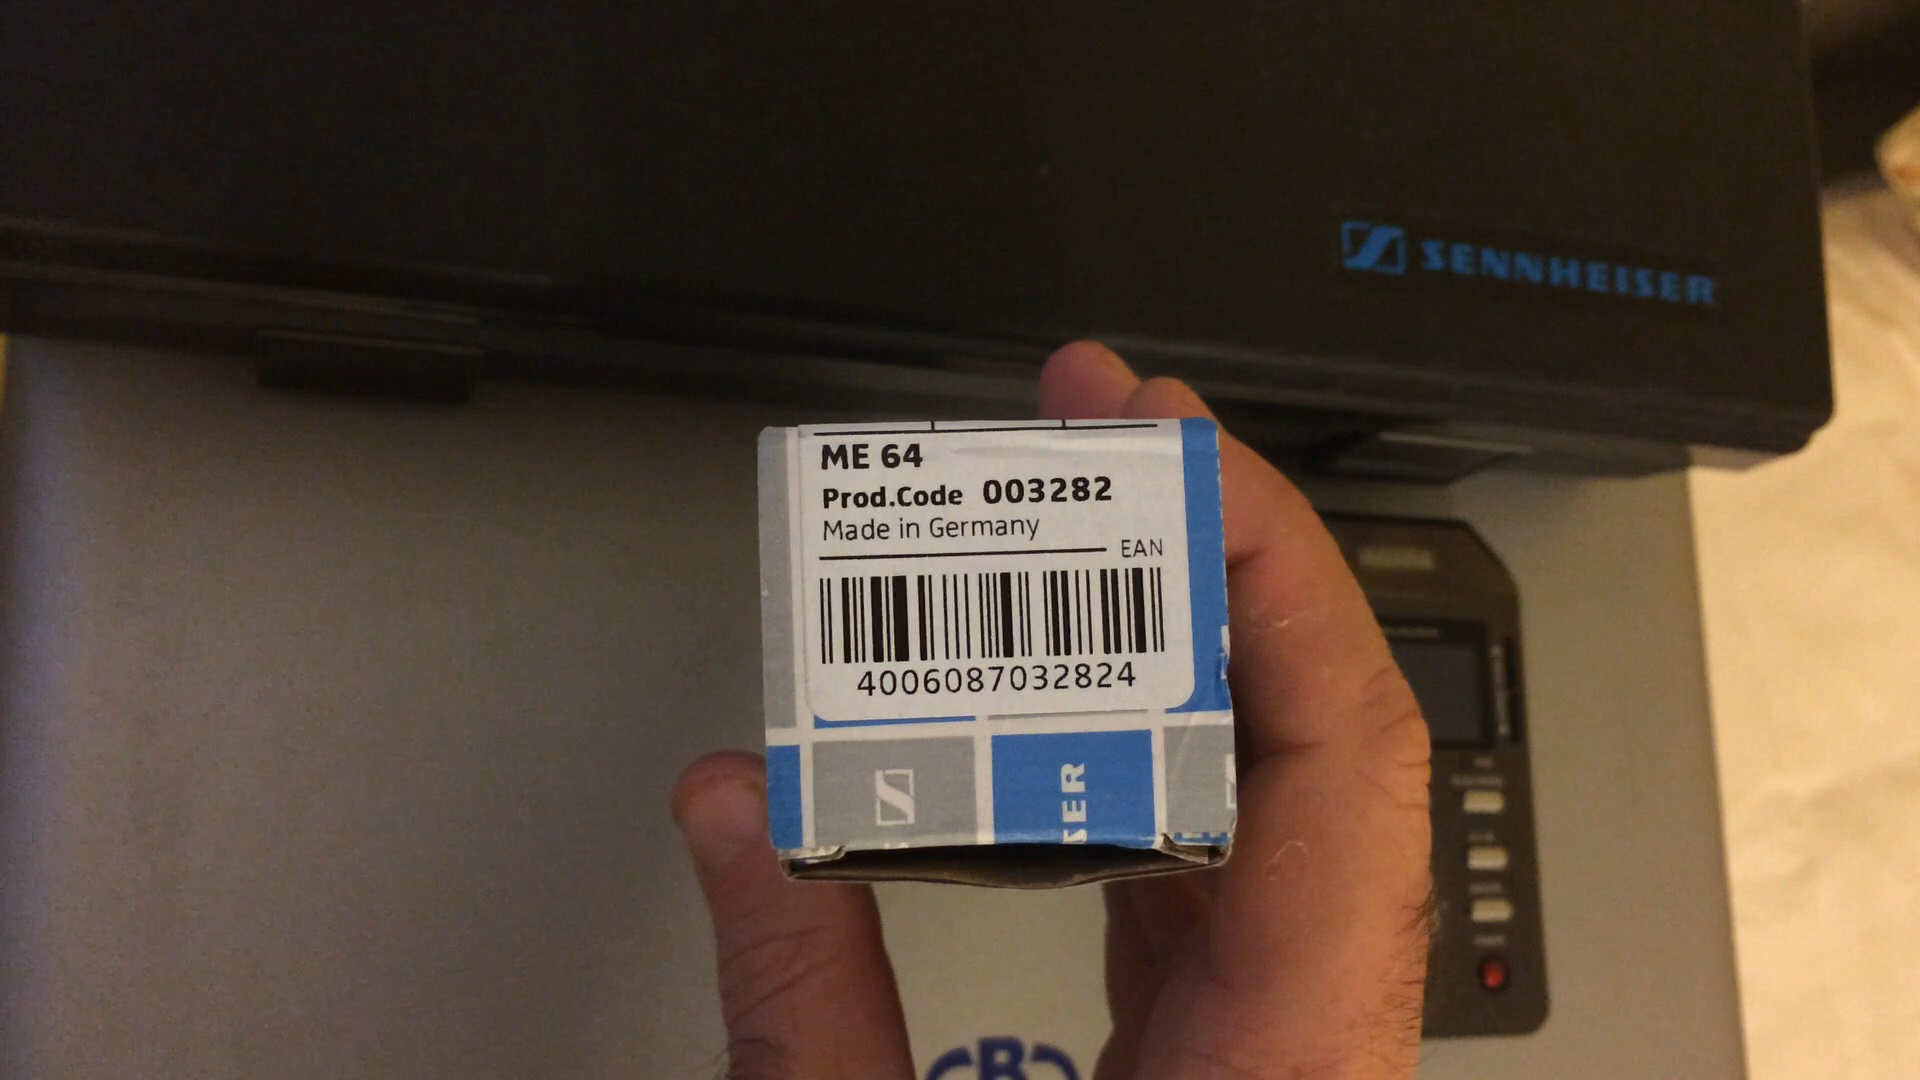 SENNHEISER
ME 64
Prod.Code 003282
Made in Germany
EAN
4006087032824
SER
B